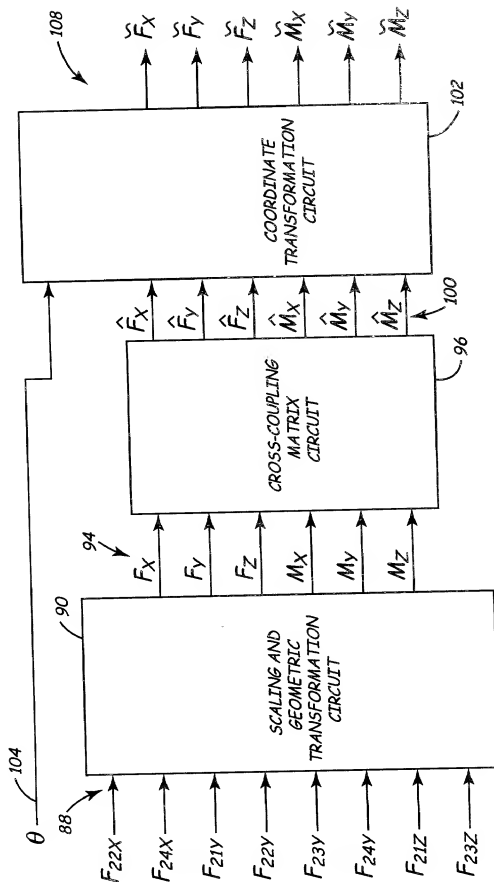 θ
104
88
F22X
F24X
F21Y
F22Y
F23Y
F24Y
F21Z
F23Z
90
SCALING AND
GEOMETRIC
TRANSFORMATION
CIRCUIT
94
FX
FY
FZ
MX
MY
MZ
CROSS-COUPLING
MATRIX
CIRCUIT
96
F̂X
F̂Y
F̂Z
M̂X
M̂Y
M̂Z
100
COORDINATE
TRANSFORMATION
CIRCUIT
102
108
F̃X
F̃Y
F̃Z
M̃X
M̃Y
M̃Z